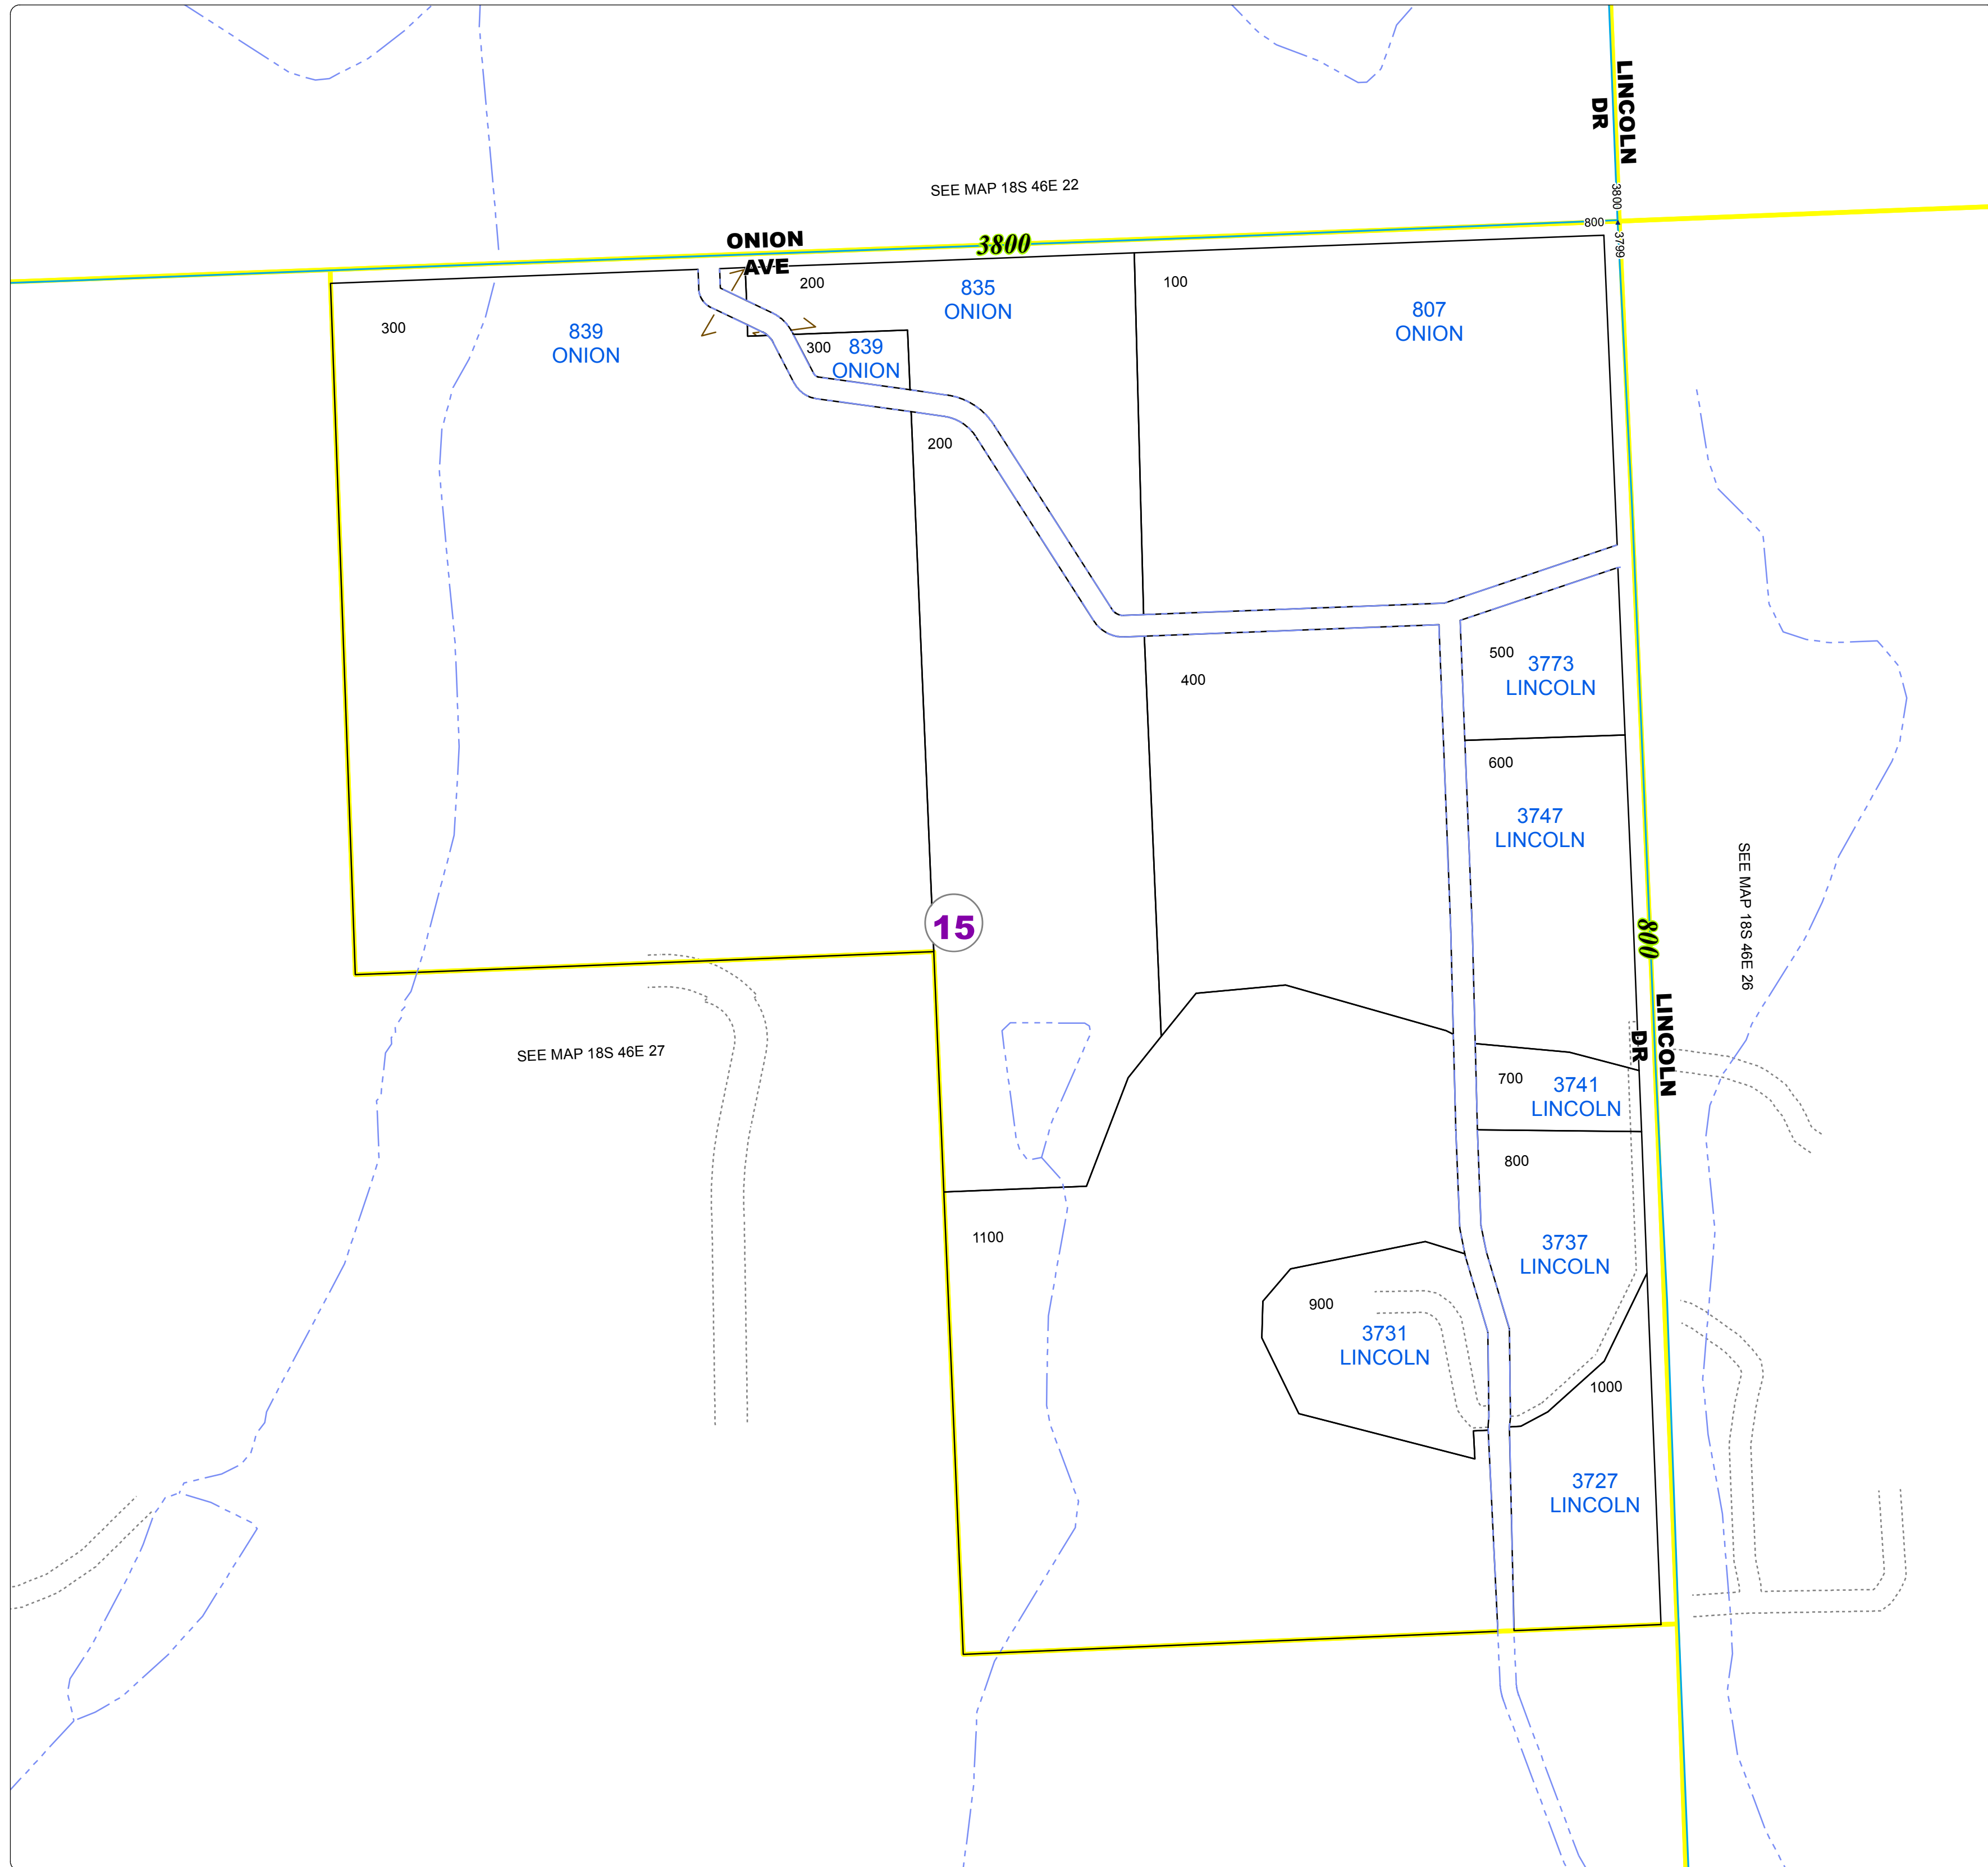 LINCOLN
DR
SEE MAP 18S 46E 22
3800
800
3799
ONION
AVE
3800
200
835
ONION
100
807
ONION
300
839
ONION
300
839
ONION
200
400
500
3773
LINCOLN
600
3747
LINCOLN
SEE MAP 18S 46E 26
800
15
LINCOLN
DR
SEE MAP 18S 46E 27
700
3741
LINCOLN
800
1100
3737
LINCOLN
900
3731
LINCOLN
1000
3727
LINCOLN